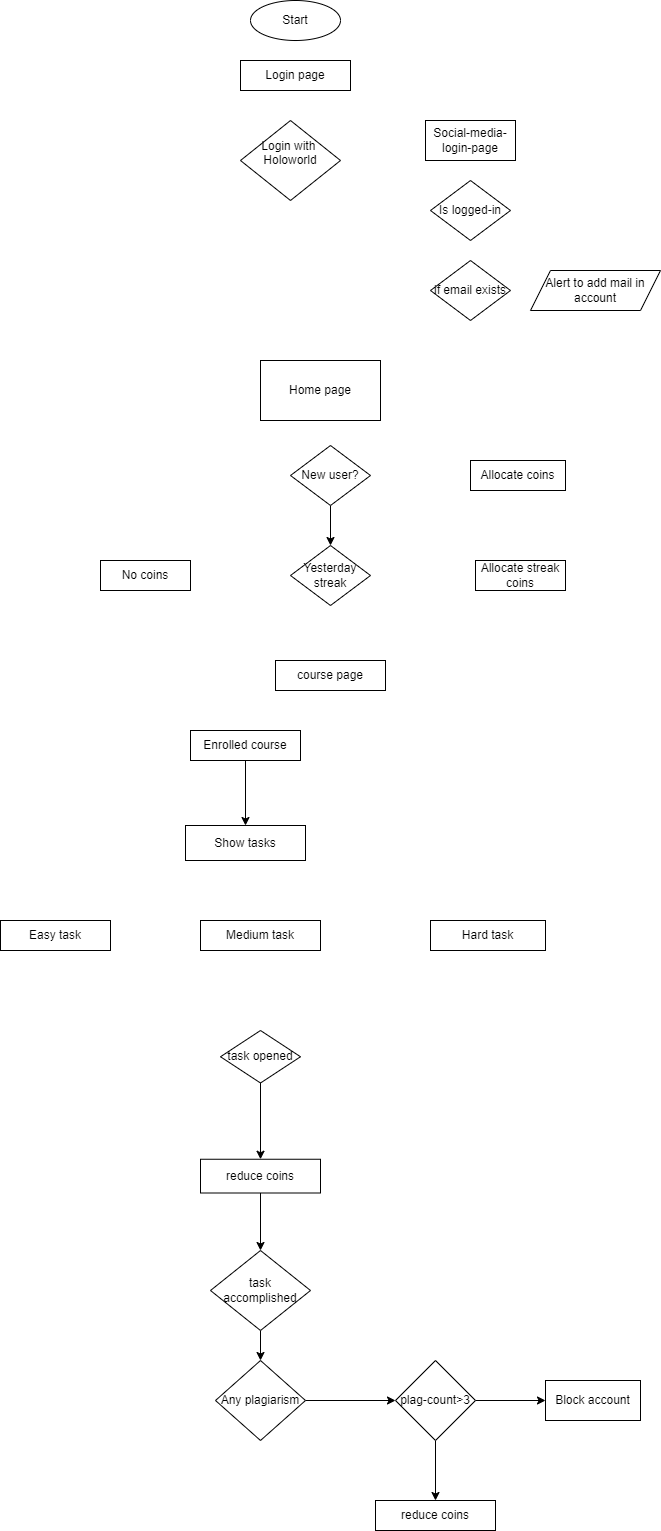 Start
Login page
Login with
Holoworld
Social-media-
login-page
Is logged-in
If email exists
Alert to add mail in
account
Home page
New user?
Allocate coins
No coins
Yesterday
streak
Allocate streak
coins
course page
Enrolled course
Show tasks
Easy task
Medium task
Hard task
task opened
reduce coins
task
accomplished
Any plagiarism
plag-count>3
Block account
reduce coins